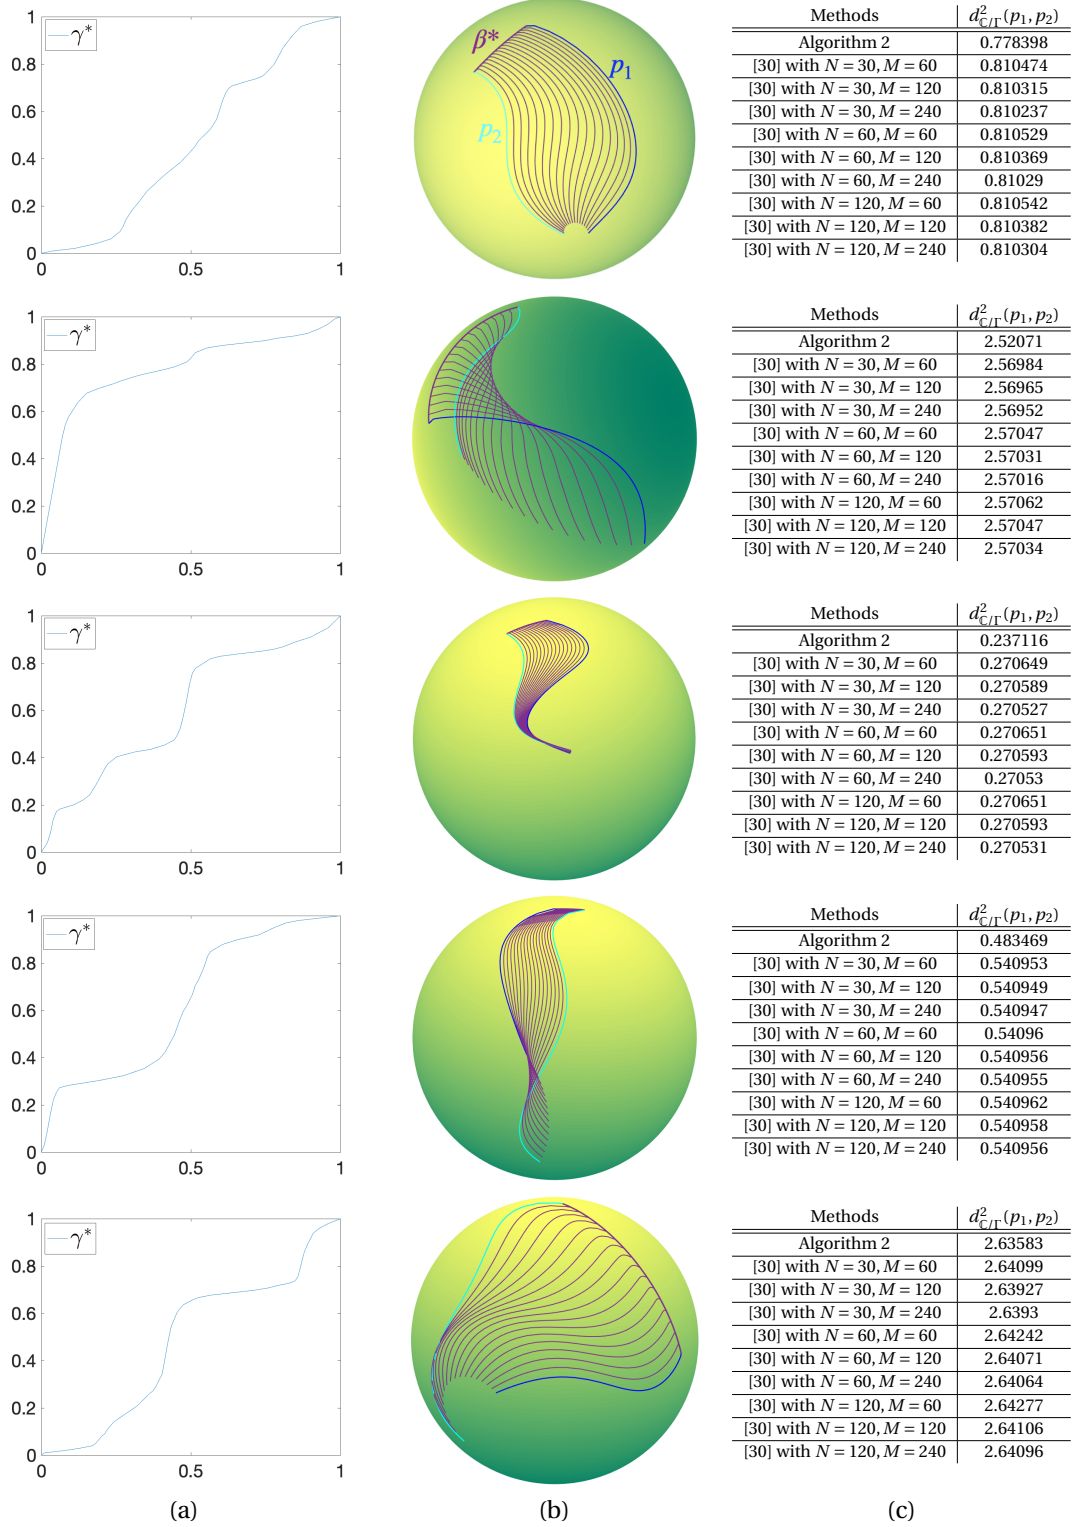 γ*
1
0.8
0.6
0.4
0.2
0
0 0.5 1
β*
p₁
p₂
Methods d²_{ℂ/Γ}(p₁, p₂)
Algorithm 2 0.778398
[30] with N = 30, M = 60 0.810474
[30] with N = 30, M = 120 0.810315
[30] with N = 30, M = 240 0.810237
[30] with N = 60, M = 60 0.810529
[30] with N = 60, M = 120 0.810369
[30] with N = 60, M = 240 0.81029
[30] with N = 120, M = 60 0.810542
[30] with N = 120, M = 120 0.810382
[30] with N = 120, M = 240 0.810304
γ*
1
0.8
0.6
0.4
0.2
0
0 0.5 1
Methods d²_{ℂ/Γ}(p₁, p₂)
Algorithm 2 2.52071
[30] with N = 30, M = 60 2.56984
[30] with N = 30, M = 120 2.56965
[30] with N = 30, M = 240 2.56952
[30] with N = 60, M = 60 2.57047
[30] with N = 60, M = 120 2.57031
[30] with N = 60, M = 240 2.57016
[30] with N = 120, M = 60 2.57062
[30] with N = 120, M = 120 2.57047
[30] with N = 120, M = 240 2.57034
γ*
1
0.8
0.6
0.4
0.2
0
0 0.5 1
Methods d²_{ℂ/Γ}(p₁, p₂)
Algorithm 2 0.237116
[30] with N = 30, M = 60 0.270649
[30] with N = 30, M = 120 0.270589
[30] with N = 30, M = 240 0.270527
[30] with N = 60, M = 60 0.270651
[30] with N = 60, M = 120 0.270593
[30] with N = 60, M = 240 0.27053
[30] with N = 120, M = 60 0.270651
[30] with N = 120, M = 120 0.270593
[30] with N = 120, M = 240 0.270531
γ*
1
0.8
0.6
0.4
0.2
0
0 0.5 1
Methods d²_{ℂ/Γ}(p₁, p₂)
Algorithm 2 0.483469
[30] with N = 30, M = 60 0.540953
[30] with N = 30, M = 120 0.540949
[30] with N = 30, M = 240 0.540947
[30] with N = 60, M = 60 0.54096
[30] with N = 60, M = 120 0.540956
[30] with N = 60, M = 240 0.540955
[30] with N = 120, M = 60 0.540962
[30] with N = 120, M = 120 0.540958
[30] with N = 120, M = 240 0.540956
γ*
1
0.8
0.6
0.4
0.2
0
0 0.5 1
Methods d²_{ℂ/Γ}(p₁, p₂)
Algorithm 2 2.63583
[30] with N = 30, M = 60 2.64099
[30] with N = 30, M = 120 2.63927
[30] with N = 30, M = 240 2.6393
[30] with N = 60, M = 60 2.64242
[30] with N = 60, M = 120 2.64071
[30] with N = 60, M = 240 2.64064
[30] with N = 120, M = 60 2.64277
[30] with N = 120, M = 120 2.64106
[30] with N = 120, M = 240 2.64096
(a) (b) (c)